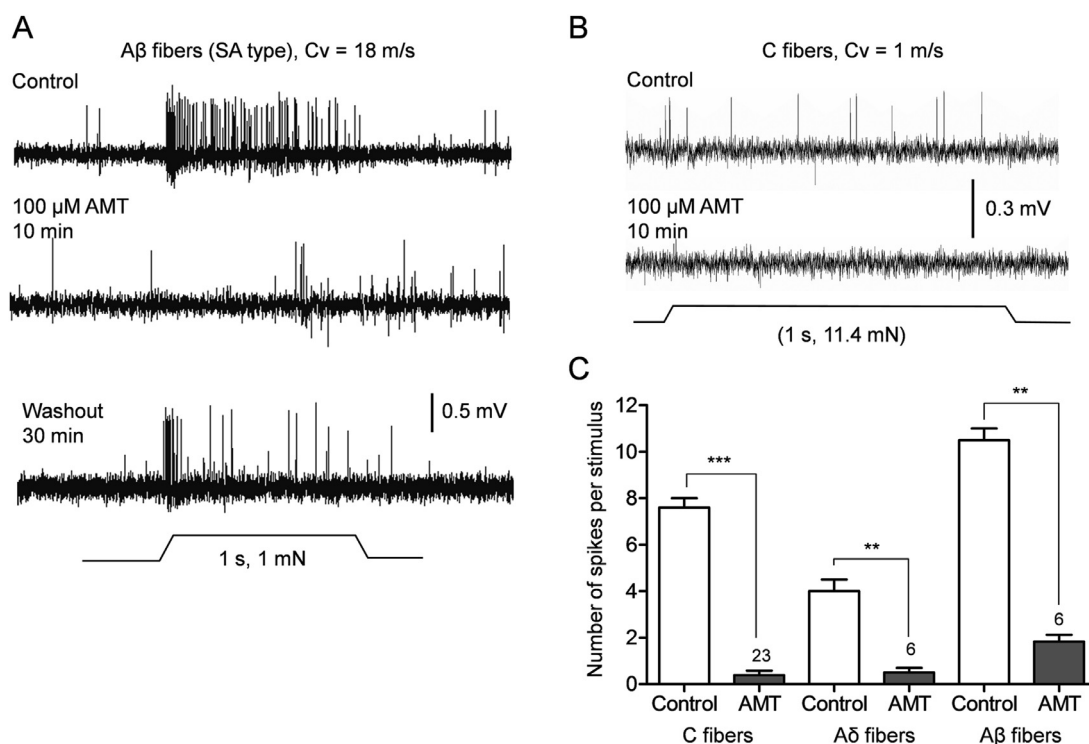 A
Aβ fibers (SA type), Cv = 18 m/s
Control
100 μM AMT
10 min
Washout
30 min
0.5 mV
1 s, 1 mN
B
C fibers, Cv = 1 m/s
Control
100 μM AMT
10 min
0.3 mV
(1 s, 11.4 mN)
C
Number of spikes per stimulus
12
10
8
6
4
2
0
***
**
**
23
6
6
Control AMT Control AMT Control AMT
C fibers Aδ fibers Aβ fibers